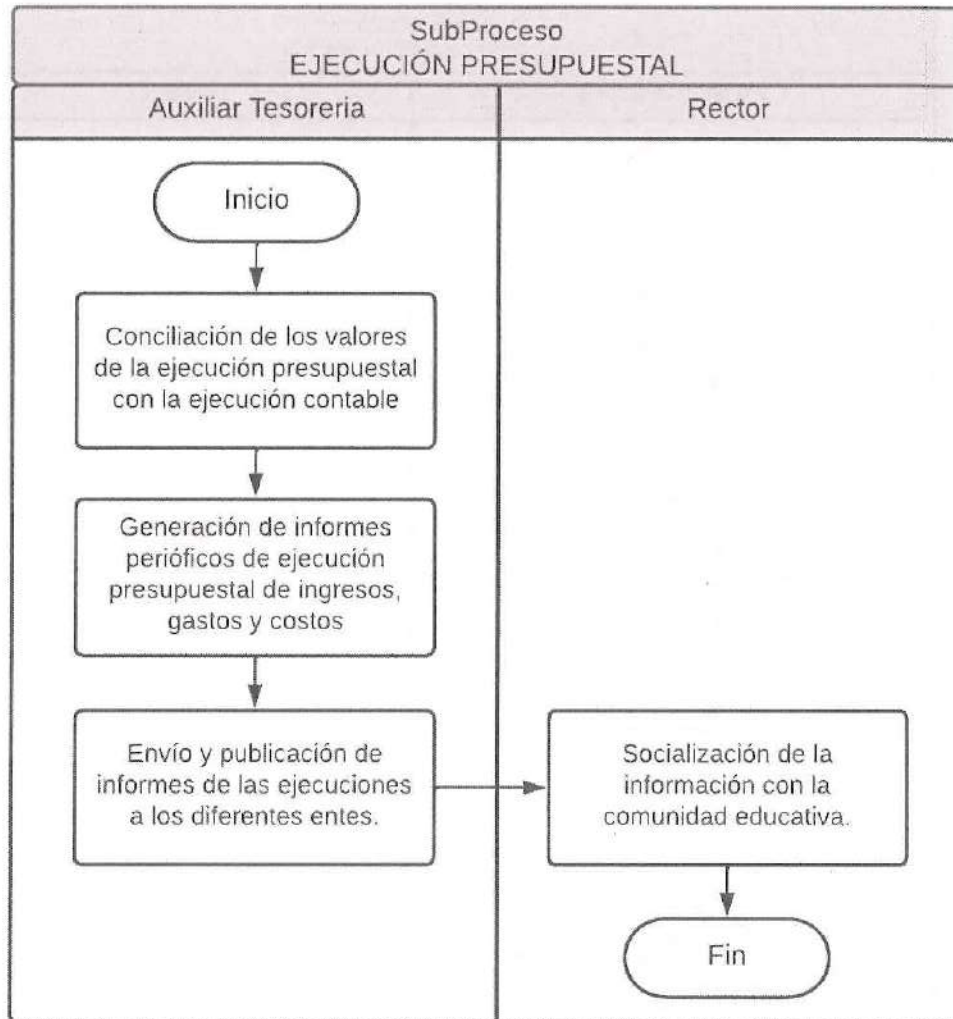 SubProceso
EJECUCIÓN PRESUPUESTAL
Auxiliar Tesoreria
Rector
Inicio
Conciliación de los valores
de la ejecución presupuestal
con la ejecución contable
Generación de informes
perióficos de ejecución
presupuestal de ingresos,
gastos y costos
Envío y publicación de
informes de las ejecuciones
a los diferentes entes.
Socialización de la
información con la
comunidad educativa.
Fin